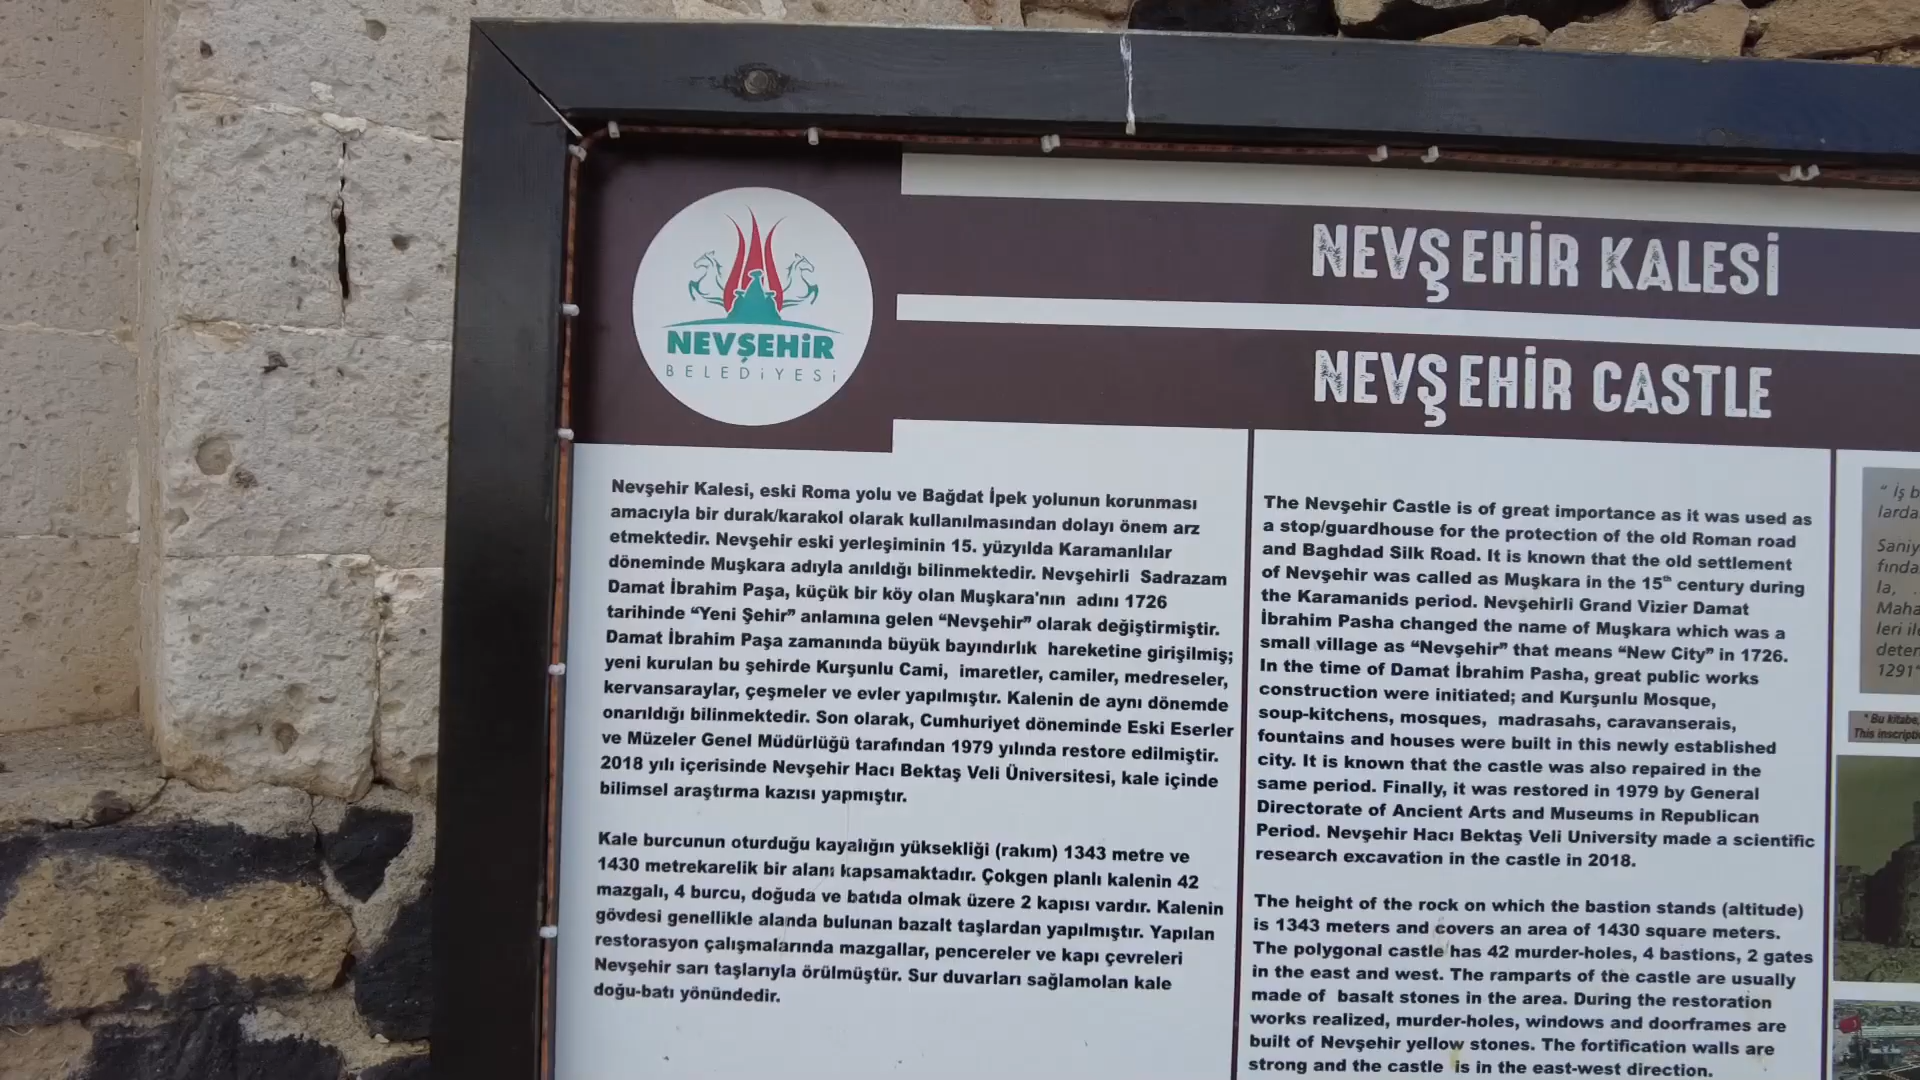 NEVŞEHİR
BELEDİYESİ
NEVŞEHİR KALESİ
NEVŞEHİR CASTLE
Nevşehir Kalesi, eski Roma yolu ve Bağdat İpek yolunun korunması
amacıyla bir durak/karakol olarak kullanılmasından dolayı önem arz
etmektedir. Nevşehir eski yerleşiminin 15. yüzyılda Karamanlılar
döneminde Muşkara adıyla anıldığı bilinmektedir. Nevşehirli Sadrazam
Damat İbrahim Paşa, küçük bir köy olan Muşkara'nın adını 1726
tarihinde “Yeni Şehir” anlamına gelen “Nevşehir” olarak değiştirmiştir.
Damat İbrahim Paşa zamanında büyük bayındırlık hareketine girişilmiş;
yeni kurulan bu şehirde Kurşunlu Cami, imaretler, camiler, medreseler,
kervansaraylar, çeşmeler ve evler yapılmıştır. Kalenin de aynı dönemde
onarıldığı bilinmektedir. Son olarak, Cumhuriyet döneminde Eski Eserler
ve Müzeler Genel Müdürlüğü tarafından 1979 yılında restore edilmiştir.
2018 yılı içerisinde Nevşehir Hacı Bektaş Veli Üniversitesi, kale içinde
bilimsel araştırma kazısı yapmıştır.
Kale burcunun oturduğu kayalığın yüksekliği (rakım) 1343 metre ve
1430 metrekarelik bir alanı kapsamaktadır. Çokgen planlı kalenin 42
mazgalı, 4 burcu, doğuda ve batıda olmak üzere 2 kapısı vardır. Kalenin
gövdesi genellikle alanda bulunan bazalt taşlardan yapılmıştır. Yapılan
restorasyon çalışmalarında mazgallar, pencereler ve kapı çevreleri
Nevşehir sarı taşlarıyla örülmüştür. Sur duvarları sağlamolan kale
doğu-batı yönündedir.
The Nevşehir Castle is of great importance as it was used as
a stop/guardhouse for the protection of the old Roman road
and Baghdad Silk Road. It is known that the old settlement
of Nevşehir was called as Muşkara in the 15th century during
the Karamanids period. Nevşehirli Grand Vizier Damat
İbrahim Pasha changed the name of Muşkara which was a
small village as “Nevşehir” that means “New City” in 1726.
In the time of Damat İbrahim Pasha, great public works
construction were initiated; and Kurşunlu Mosque,
soup-kitchens, mosques, madrasahs, caravanserais,
fountains and houses were built in this newly established
city. It is known that the castle was also repaired in the
same period. Finally, it was restored in 1979 by General
Directorate of Ancient Arts and Museums in Republican
Period. Nevşehir Hacı Bektaş Veli University made a scientific
research excavation in the castle in 2018.
The height of the rock on which the bastion stands (altitude)
is 1343 meters and covers an area of 1430 square meters.
The polygonal castle has 42 murder-holes, 4 bastions, 2 gates
in the east and west. The ramparts of the castle are usually
made of basalt stones in the area. During the restoration
works realized, murder-holes, windows and doorframes are
built of Nevşehir yellow stones. The fortification walls are
strong and the castle is in the east-west direction.
“ İş b
larda
Saniy
fında
la, .
Maha
leri il
deter
1291"
* Bu kitabe,
This inscripti